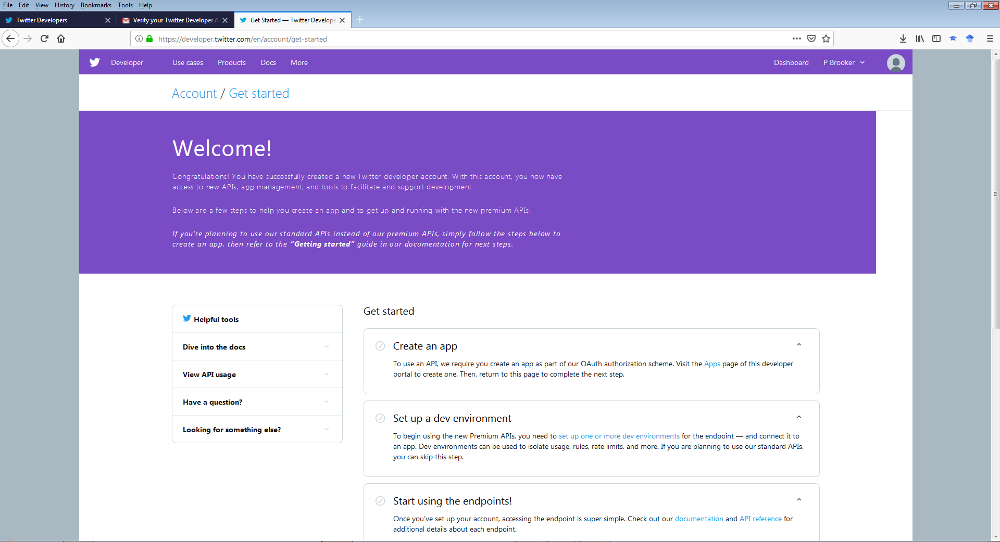 File Edit View History Bookmarks Tools Help
Twitter Developers
Verify your Twitter Developer A
Get Started — Twitter Develope
https://developer.twitter.com/en/account/get-started
Developer Use cases Products Docs More Dashboard P Brooker
Account / Get started
Welcome!
Congratulations! You have successfully created a new Twitter developer account. With this account, you now have
access to new APIs, app management, and tools to facilitate and support development.
Below are a few steps to help you create an app and to get up and running with the new premium APIs.
If you're planning to use our standard APIs instead of our premium APIs, simply follow the steps below to
create an app, then refer to the "Getting started" guide in our documentation for next steps.
Helpful tools
Dive into the docs
View API usage
Have a question?
Looking for something else?
Get started
Create an app
To use an API, we require you create an app as part of our OAuth authorization scheme. Visit the Apps page of this developer
portal to create one. Then, return to this page to complete the next step.
Set up a dev environment
To begin using the new Premium APIs, you need to set up one or more dev environments for the endpoint — and connect it to
an app. Dev environments can be used to isolate usage, rules, rate limits, and more. If you are planning to use our standard APIs,
you can skip this step.
Start using the endpoints!
Once you've set up your account, accessing the endpoint is super simple. Check out our documentation and API reference for
additional details about each endpoint.